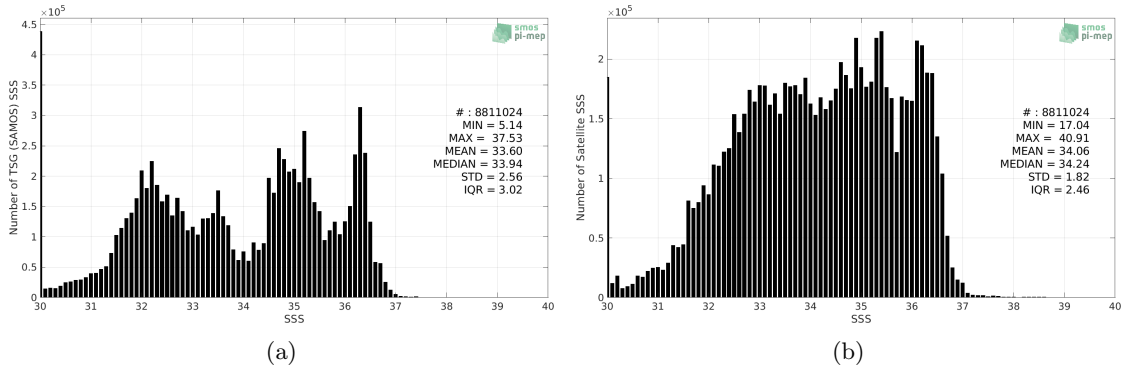 ×10^5
4.5
4
3.5
3
2.5
2
1.5
1
0.5
0
Number of TSG (SAMOS) SSS
smos
pi-mep
# : 8811024
MIN = 5.14
MAX = 37.53
MEAN = 33.60
MEDIAN = 33.94
STD = 2.56
IQR = 3.02
30 31 32 33 34 35 36 37 38 39 40
SSS
(a)
×10^5
2
1.5
1
0.5
0
Number of Satellite SSS
smos
pi-mep
# : 8811024
MIN = 17.04
MAX = 40.91
MEAN = 34.06
MEDIAN = 34.24
STD = 1.82
IQR = 2.46
30 31 32 33 34 35 36 37 38 39 40
SSS
(b)